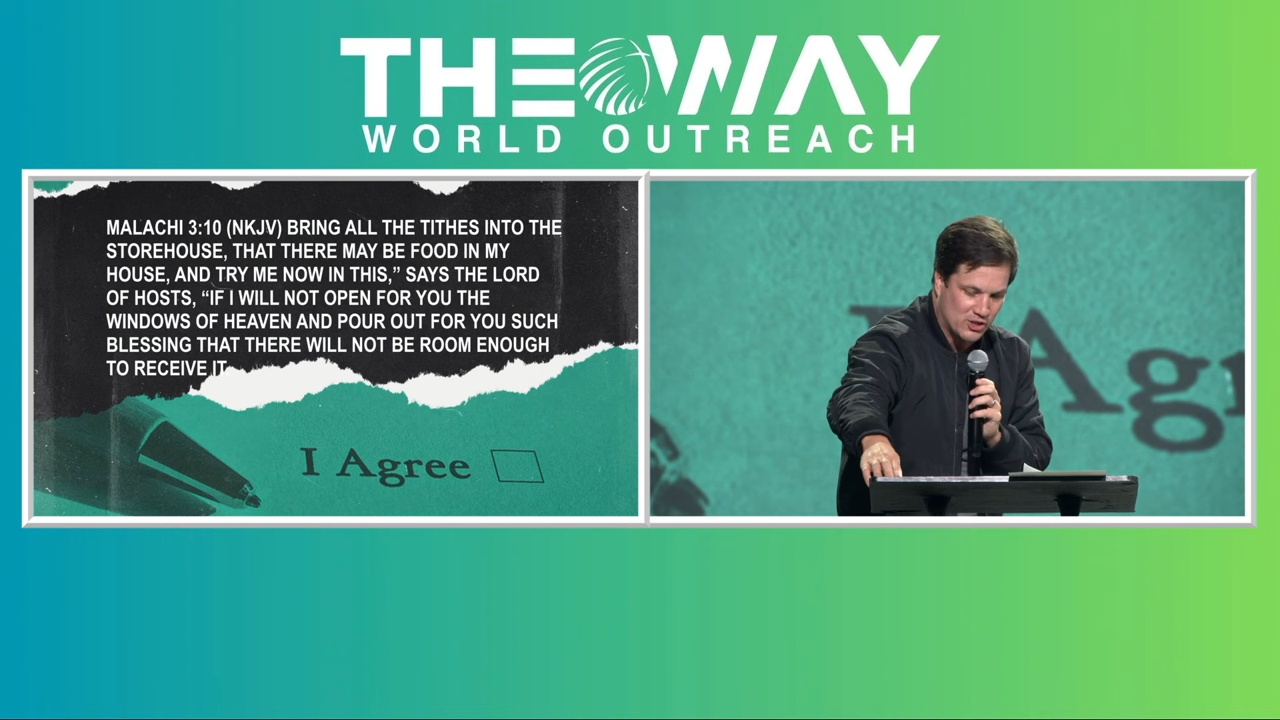 THE WAY
WORLD OUTREACH
MALACHI 3:10 (NKJV) BRING ALL THE TITHES INTO THE
STOREHOUSE, THAT THERE MAY BE FOOD IN MY
HOUSE, AND TRY ME NOW IN THIS,” SAYS THE LORD
OF HOSTS, “IF I WILL NOT OPEN FOR YOU THE
WINDOWS OF HEAVEN AND POUR OUT FOR YOU SUCH
BLESSING THAT THERE WILL NOT BE ROOM ENOUGH
TO RECEIVE IT.
I Agree
I Ag